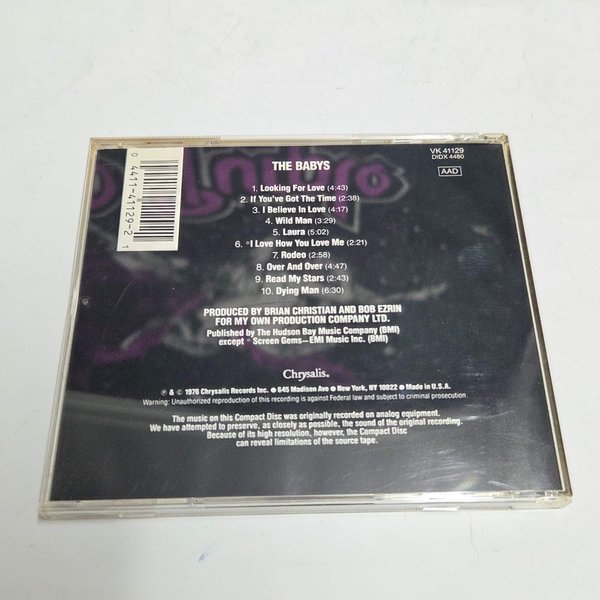 0 4411-41129-2 1
VK 41129
DIDX 4480
AAD
THE BABYS
1. Looking For Love (4:43)
2. If You've Got The Time (2:38)
3. I Believe In Love (4:17)
4. Wild Man (3:29)
5. Laura (5:02)
6. *I Love How You Love Me (2:21)
7. Rodeo (2:58)
8. Over And Over (4:47)
9. Read My Stars (2:43)
10. Dying Man (6:30)
PRODUCED BY BRIAN CHRISTIAN AND BOB EZRIN
FOR MY OWN PRODUCTION COMPANY LTD.
Published by The Hudson Bay Music Company (BMI)
except * Screen Gems—EMI Music Inc. (BMI)
Chrysalis®
℗ & © 1976 Chrysalis Records Inc. ● 645 Madison Ave ● New York, NY 10022 ● Made in U.S.A.
Warning: Unauthorized reproduction of this recording is against Federal law and subject to criminal prosecution.
The music on this Compact Disc was originally recorded on analog equipment.
We have attempted to preserve, as closely as possible, the sound of the original recording.
Because of its high resolution, however, the Compact Disc
can reveal limitations of the source tape.